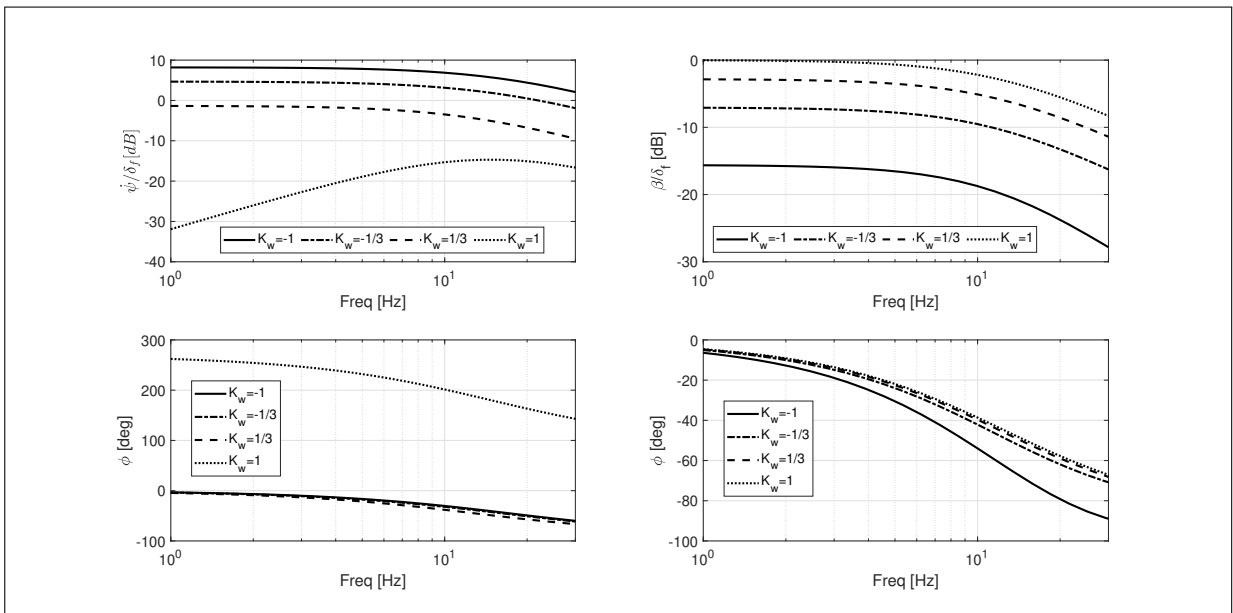 10
0
-10
-20
-30
-40
ψ̇/δ_f [dB]
K_w=-1 K_w=-1/3 K_w=1/3 K_w=1
10^0 10^1
Freq [Hz]
0
-10
-20
-30
β/δ_f [dB]
K_w=-1 K_w=-1/3 K_w=1/3 K_w=1
10^0 10^1
Freq [Hz]
300
200
100
0
-100
ϕ [deg]
K_w=-1
K_w=-1/3
K_w=1/3
K_w=1
10^0 10^1
Freq [Hz]
0
-20
-40
-60
-80
-100
ϕ [deg]
K_w=-1
K_w=-1/3
K_w=1/3
K_w=1
10^0 10^1
Freq [Hz]